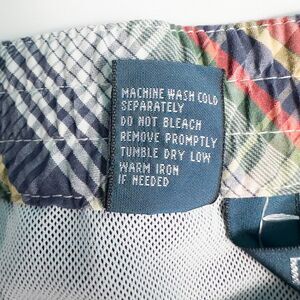 MACHINE WASH COLD
SEPARATELY
DO NOT BLEACH
REMOVE PROMPTLY
TUMBLE DRY LOW
WARM IRON
IF NEEDED